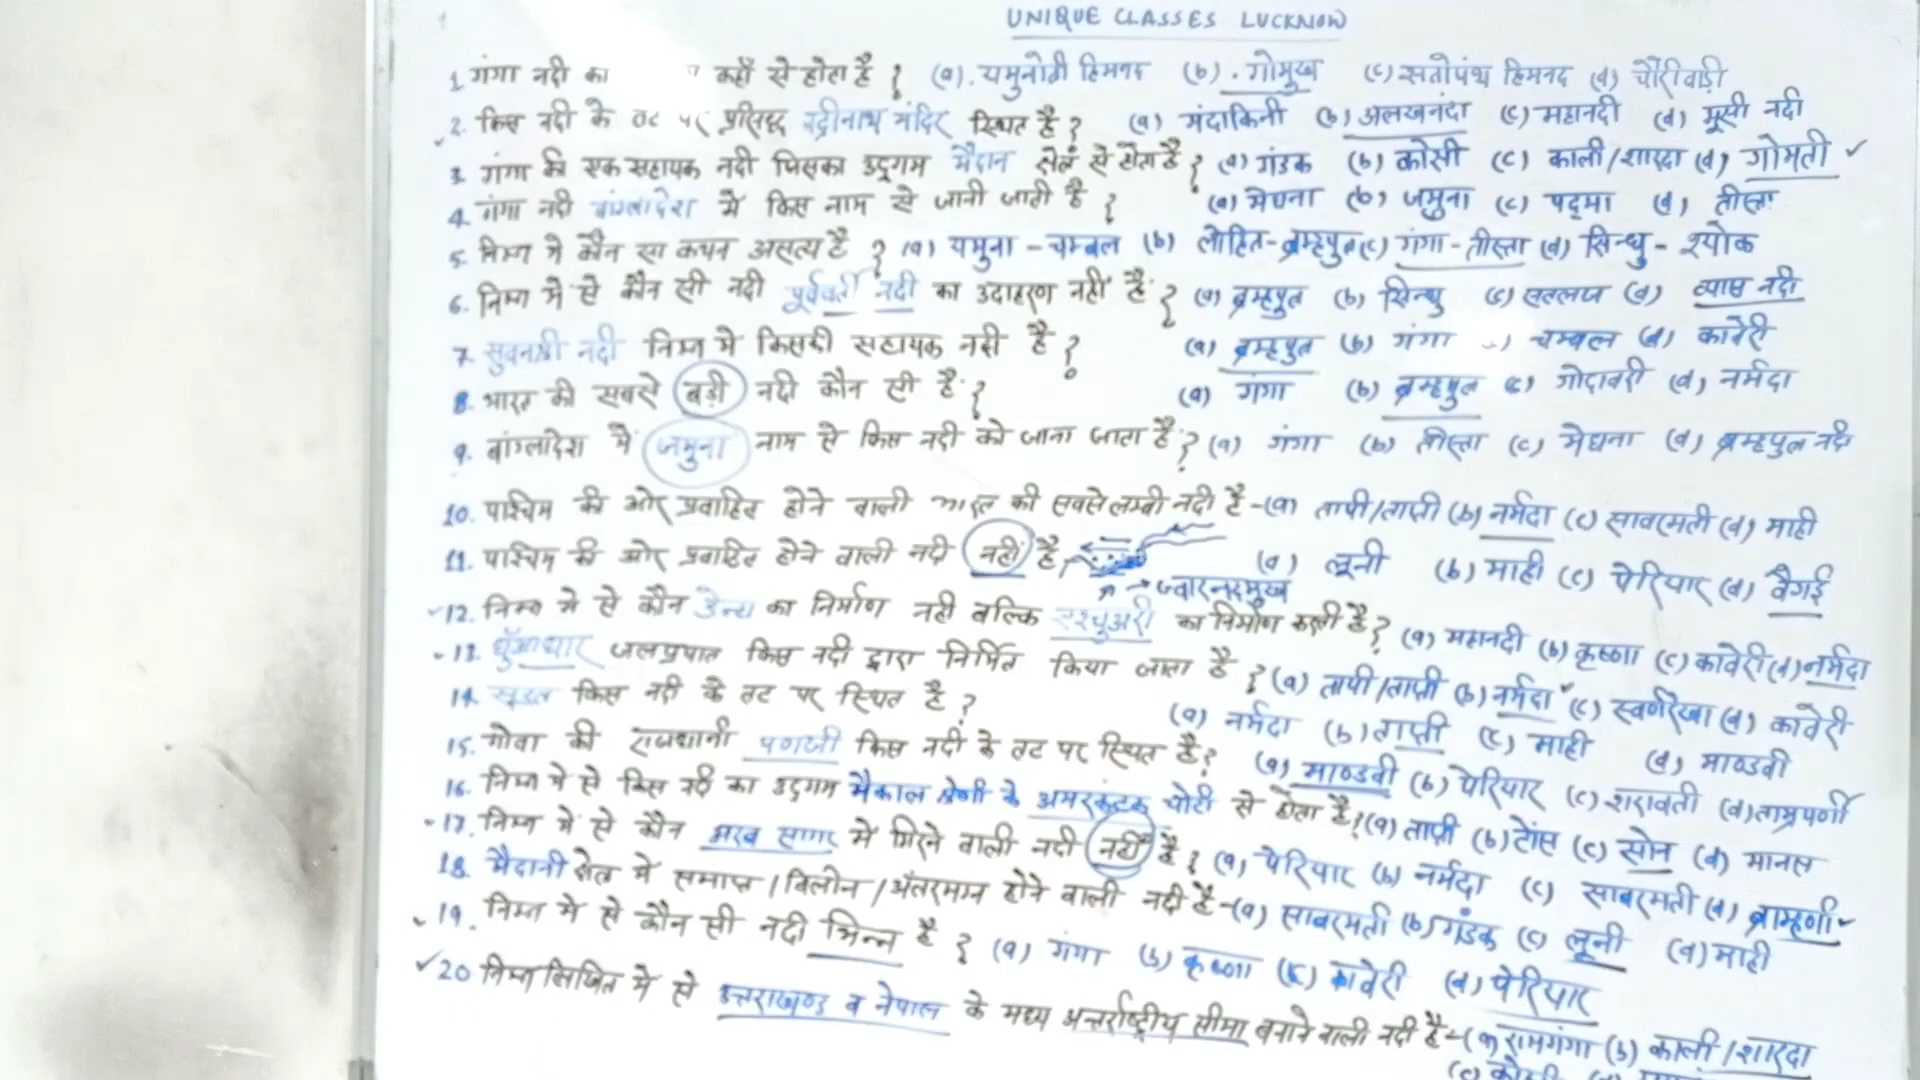 UNIQUE CLASSES LUCKNOW
1. गंगा नदी का कहाँ से होता है ? (a). यमुनोत्री हिमनद (b). गोमुख (c) सतोपंथ हिमनद (d) चौरीवाड़ी
2. किस नदी के तट पर प्रसिद्ध बद्रीनाथ मंदिर स्थित है ? (a) मंदाकिनी (b) अलखनंदा (c) महानदी (d) मूसी नदी
3. गंगा की एक सहायक नदी जिसका उद्गम मैदान क्षेत्र से होता है ? (a) गंडक (b) कोसी (c) काली/शारदा (d) गोमती ✓
4. गंगा नदी बांग्लादेश में किस नाम से जानी जाती है ? (a) मेघना (b) जमुना (c) पद्मा (d) तीस्ता
5. निम्न में कौन सा कथन असत्य है ? (a) यमुना - चम्बल (b) लोहित - ब्रम्हपुत्र (c) गंगा - तीस्ता (d) सिन्धु - श्योक
6. निम्न में से कौन सी नदी पूर्ववर्ती नदी का उदाहरण नहीं है ? (a) ब्रम्हपुत्र (b) सिन्धु (c) सतलज (d) व्यास नदी
7. सुवनश्री नदी निम्न में किसकी सहायक नदी है ? (a) ब्रम्हपुत्र (b) गंगा चम्बल (d) कावेरी
8. भारत की सबसे बड़ी नदी कौन सी है ? (a) गंगा (b) ब्रम्हपुत्र (c) गोदावरी (d) नर्मदा
9. बांग्लादेश में जमुना नाम से किस नदी को जाना जाता है ? (a) गंगा (b) तीस्ता (c) मेघना (d) ब्रम्हपुत्र नदी
10. पश्चिम की ओर प्रवाहित होने वाली भारत की सबसे लम्बी नदी है - (a) तापी/ताप्ती (b) नर्मदा (c) साबरमती (d) माही
11. पश्चिम की ओर प्रवाहित होने वाली नदी नहीं है, (a) लूनी (b) माही (c) पेरियार (d) वैगई
→ ज्वारनदमुख
12. निम्न में से कौन डेल्टा का निर्माण नहीं बल्कि एश्चुअरी का निर्माण करती है ? (a) महानदी (b) कृष्णा (c) कावेरी (d) नर्मदा
13. धुँआधार जलप्रपात किस नदी द्वारा निर्मित किया जाता है ? (a) तापी/ताप्ती (b) नर्मदा ✓ (c) स्वर्णरेखा (d) कावेरी
14. सूरत किस नदी के तट पर स्थित है ? (a) नर्मदा (b) ताप्ती (c) माही (d) माण्डवी
15. गोवा की राजधानी पणजी किस नदी के तट पर स्थित है ? (a) माण्डवी (b) पेरियार (c) शरावती (d) ताम्रपर्णी
16. निम्न में से किस नदी का उद्गम मैकाल श्रेणी के अमरकंटक चोटी से होता है ? (a) ताप्ती (b) टोंस (c) सोन (d) मानस
17. निम्न में से कौन अरब सागर में गिरने वाली नदी नहीं है ? (a) पेरियार (b) नर्मदा (c) साबरमती (d) ब्राम्हणी ✓
18. मैदानी क्षेत्र में समाप्त / विलीन / अंतरमग्न होने वाली नदी है - (a) साबरमती (b) गंडक (c) लूनी (d) माही
19. निम्न में से कौन सी नदी भिन्न है ? (a) गंगा (b) कृष्णा (c) कावेरी (d) पेरियार
✓ 20 निम्नलिखित में से उत्तराखण्ड व नेपाल के मध्य अन्तर्राष्ट्रीय सीमा बनाने वाली नदी है - (a) रामगंगा (b) काली / शारदा